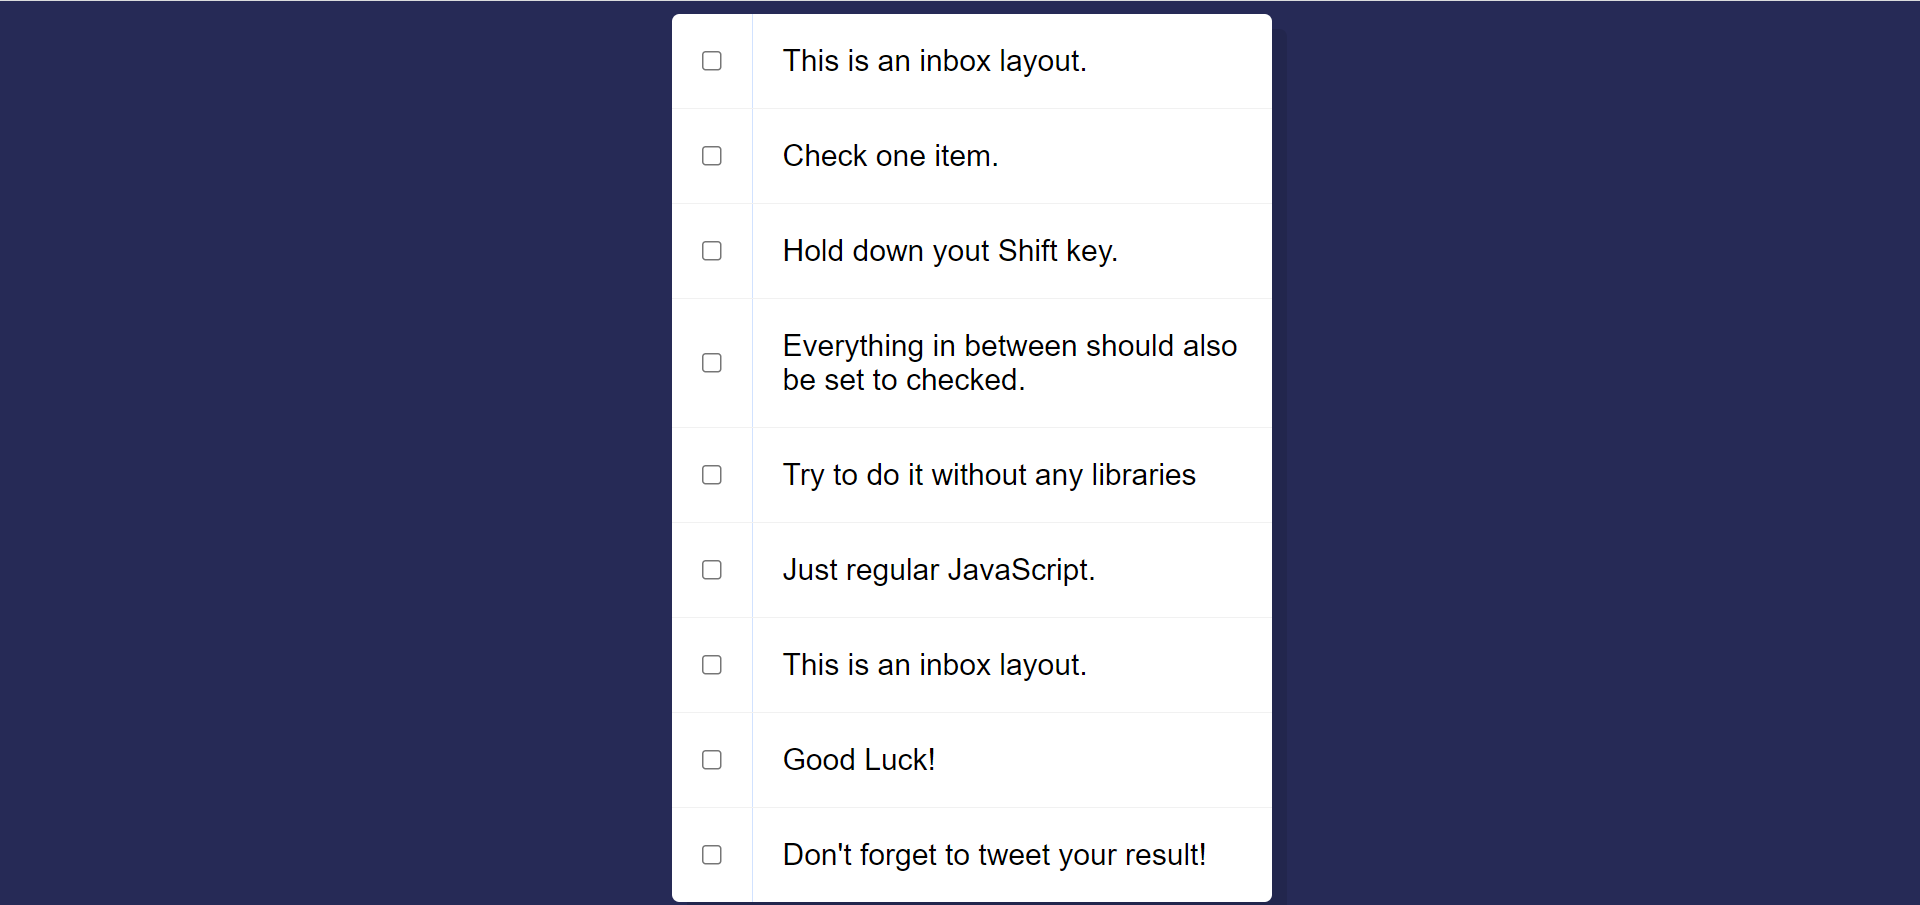 This is an inbox layout.
Check one item.
Hold down yout Shift key.
Everything in between should also
be set to checked.
Try to do it without any libraries
Just regular JavaScript.
This is an inbox layout.
Good Luck!
Don't forget to tweet your result!